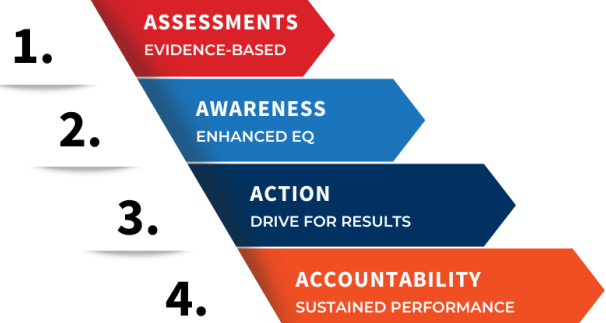 1.
ASSESSMENTS
EVIDENCE-BASED
2.
AWARENESS
ENHANCED EQ
3.
ACTION
DRIVE FOR RESULTS
4.
ACCOUNTABILITY
SUSTAINED PERFORMANCE